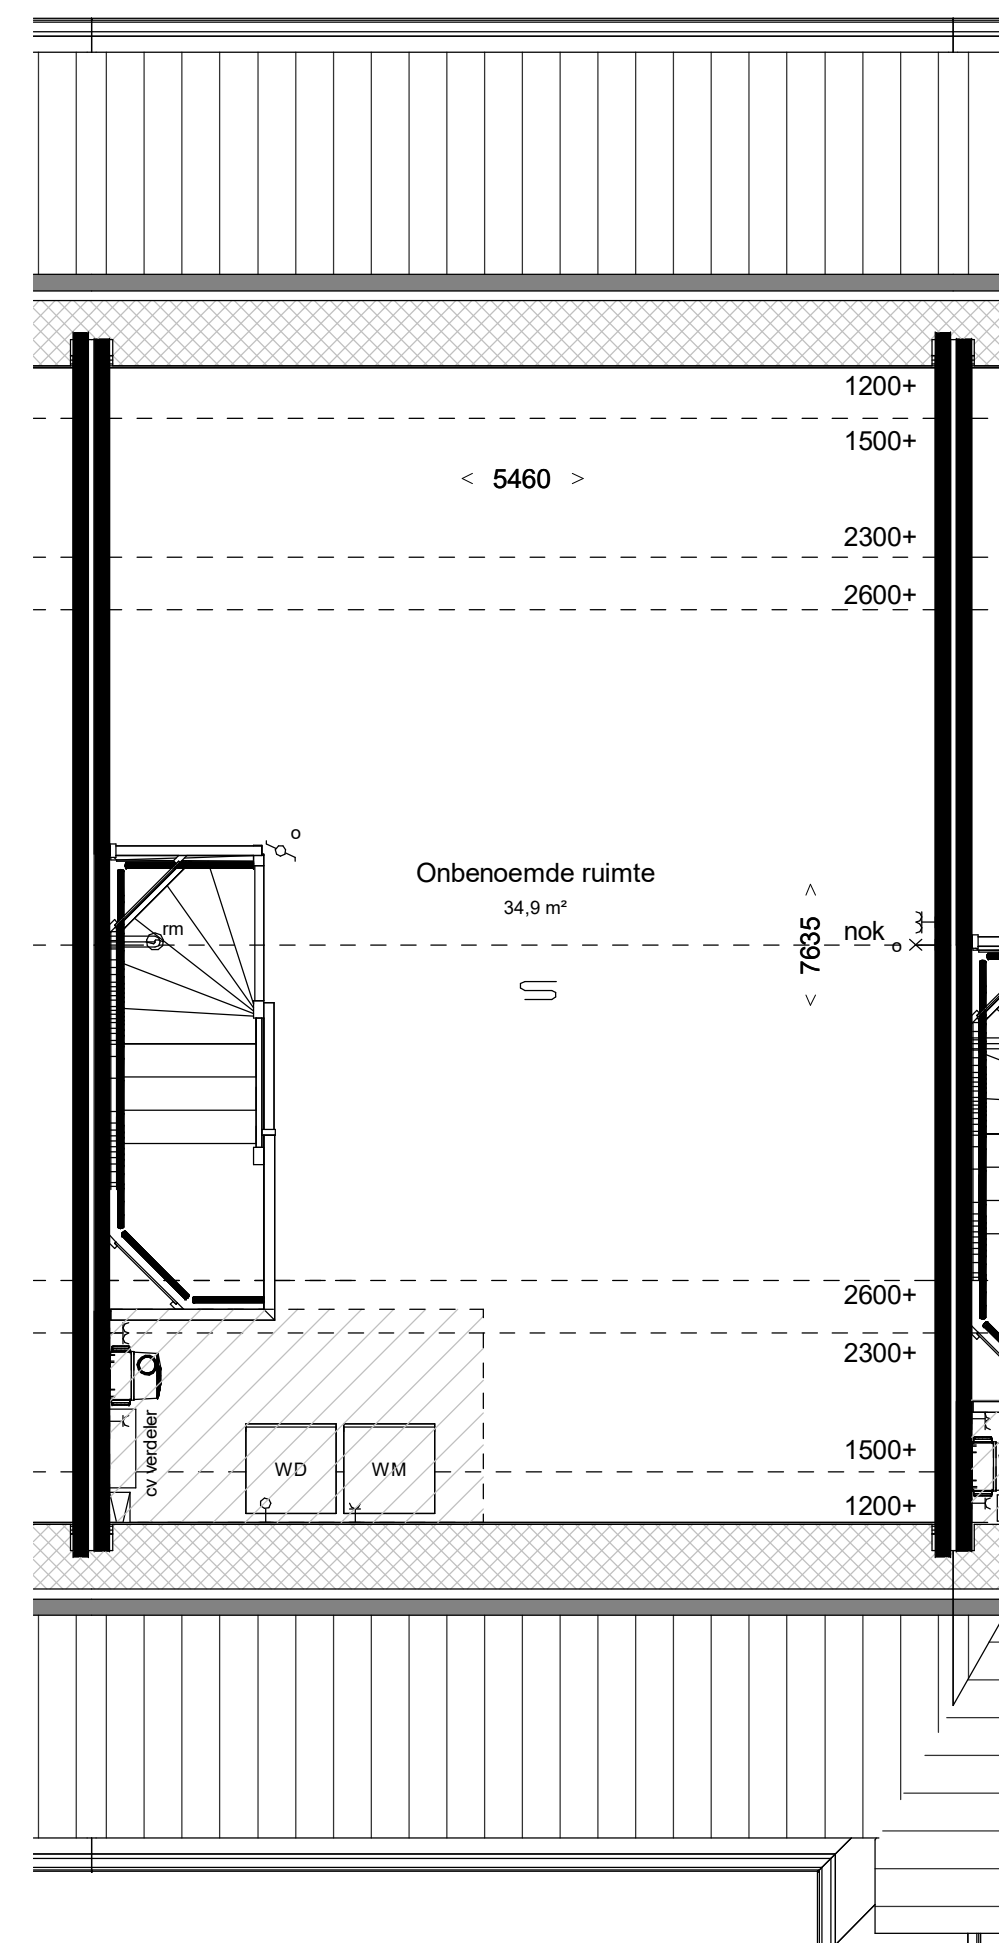 1200+
1500+
< 5460 >
2300+
2600+
o
Onbenoemde ruimte
34,9 m²
rm
< 7635 >
nok
o
2600+
2300+
cv verdeler
WD
WM
1500+
1200+